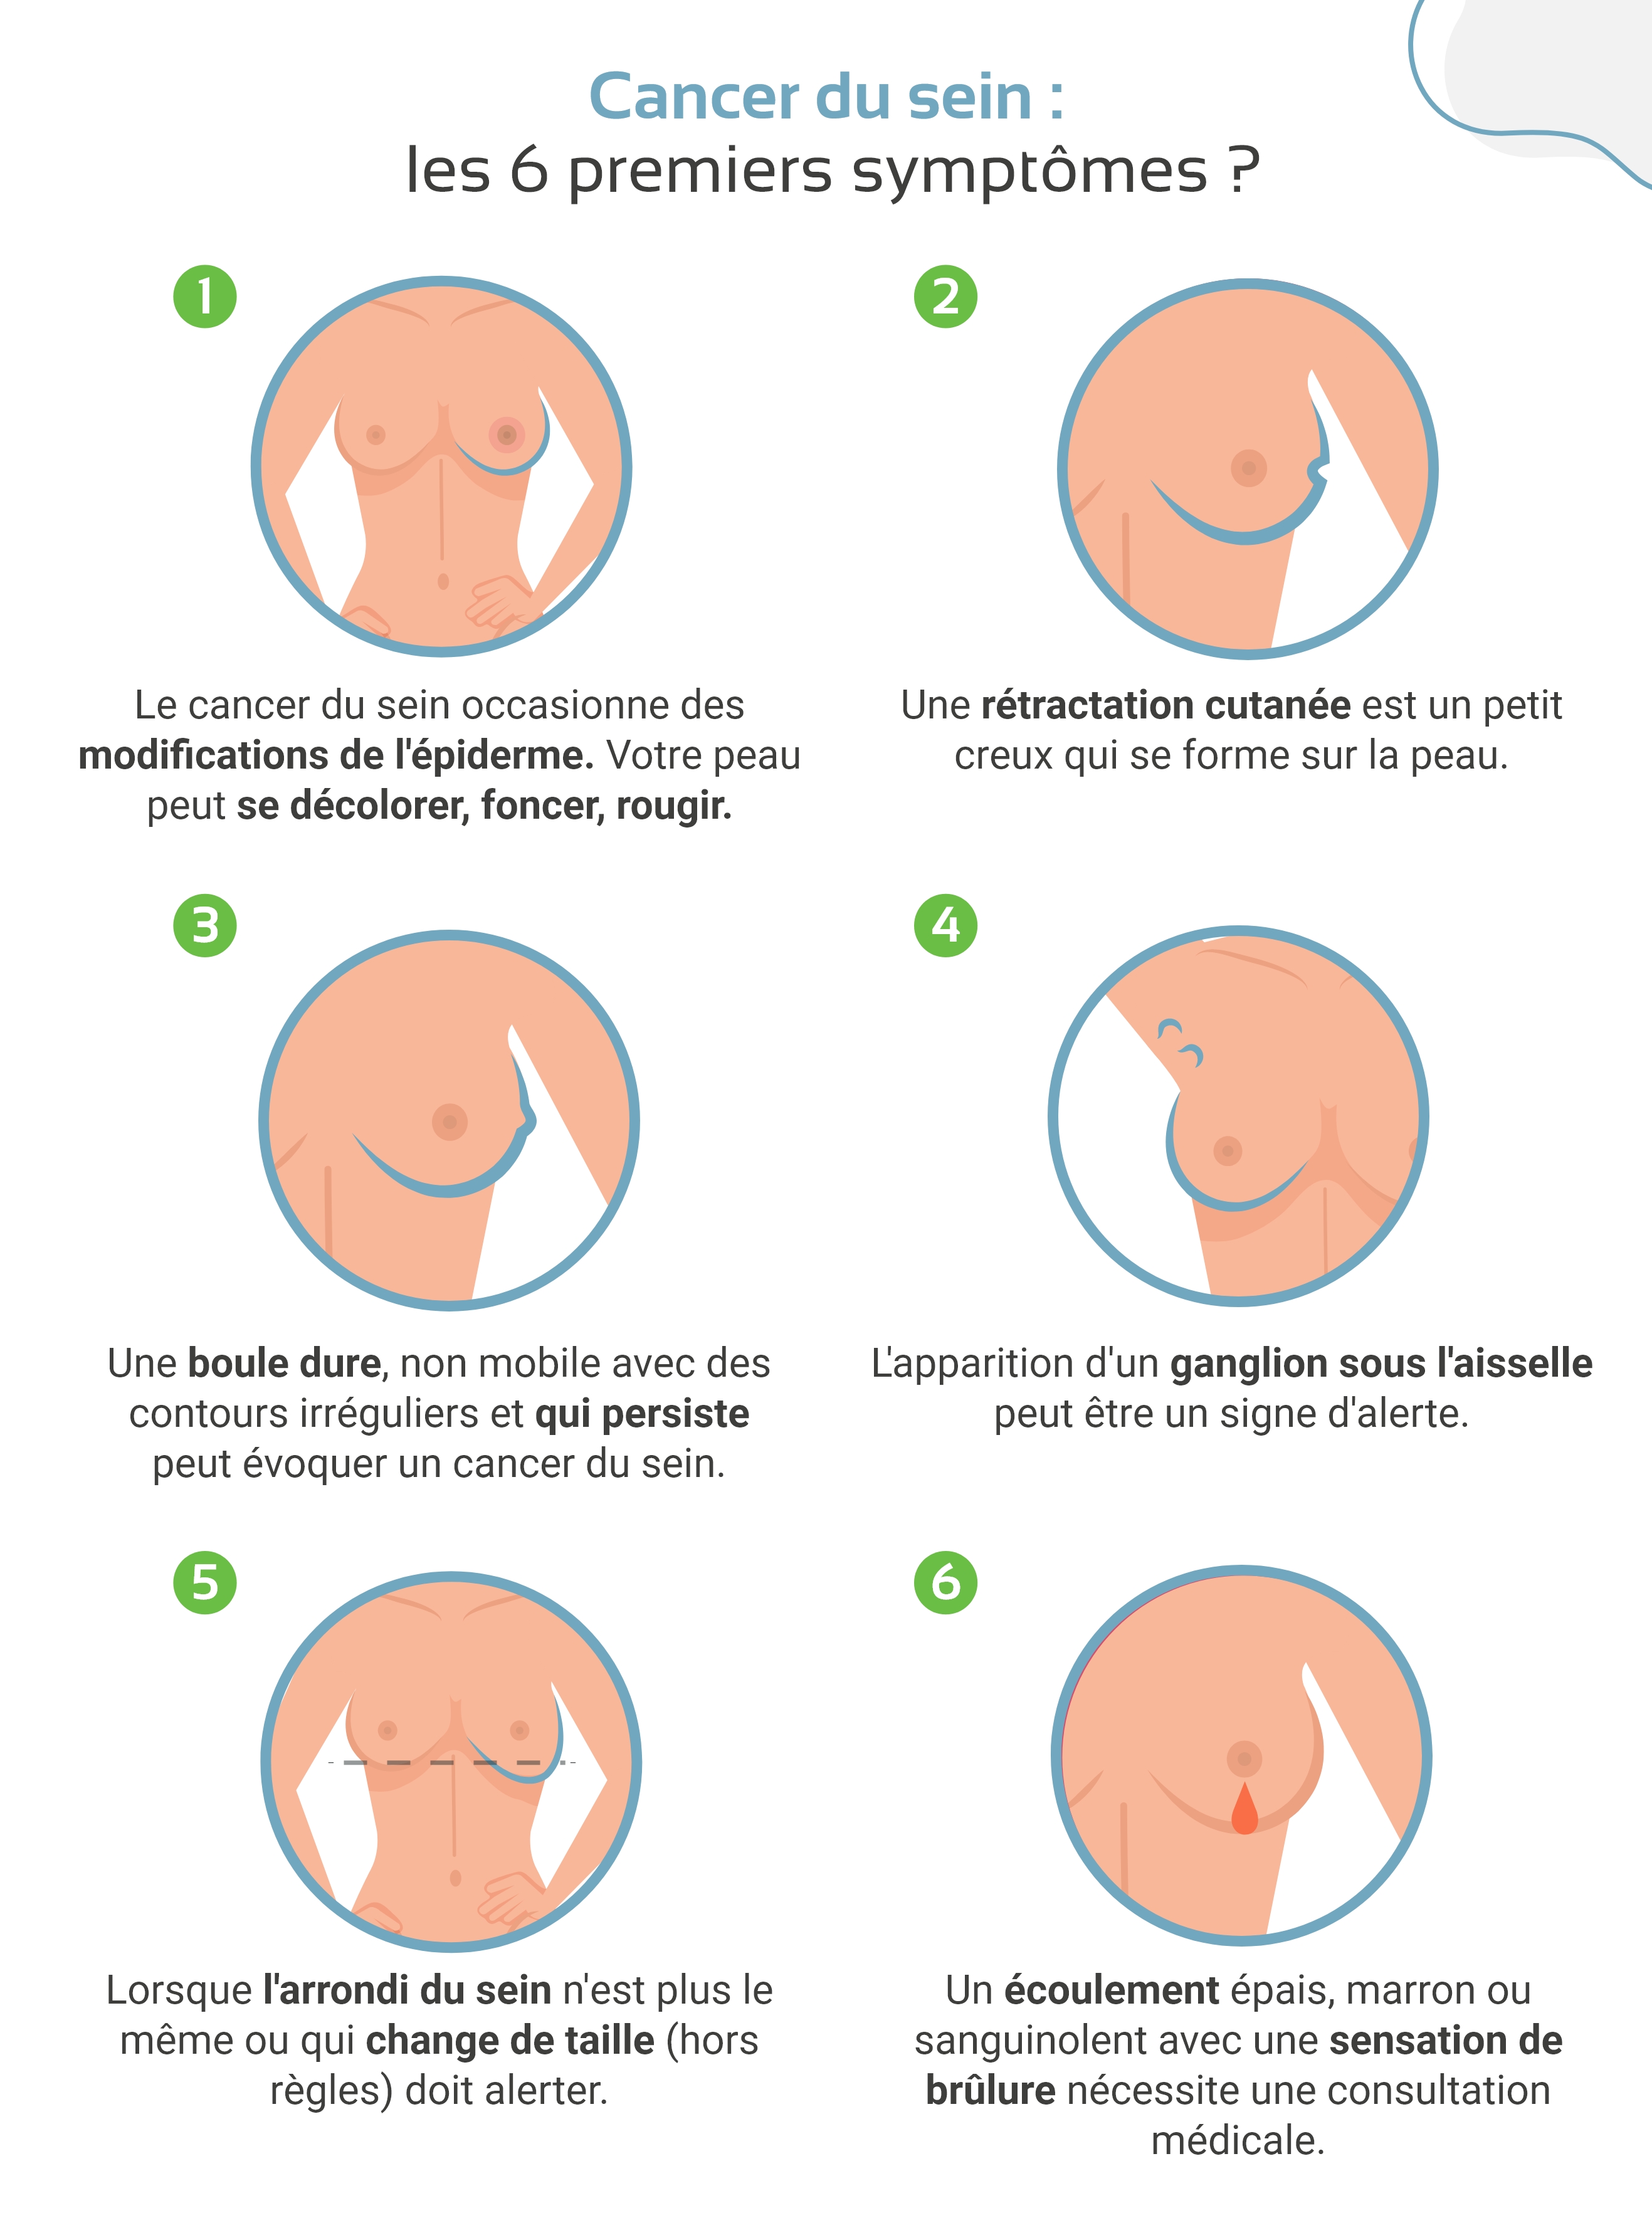 Cancer du sein :
les 6 premiers symptômes ?
1
Le cancer du sein occasionne des
modifications de l'épiderme. Votre peau
peut se décolorer, foncer, rougir.
2
Une rétractation cutanée est un petit
creux qui se forme sur la peau.
3
Une boule dure, non mobile avec des
contours irréguliers et qui persiste
peut évoquer un cancer du sein.
4
L'apparition d'un ganglion sous l'aisselle
peut être un signe d'alerte.
5
Lorsque l'arrondi du sein n'est plus le
même ou qui change de taille (hors
règles) doit alerter.
6
Un écoulement épais, marron ou
sanguinolent avec une sensation de
brûlure nécessite une consultation
médicale.